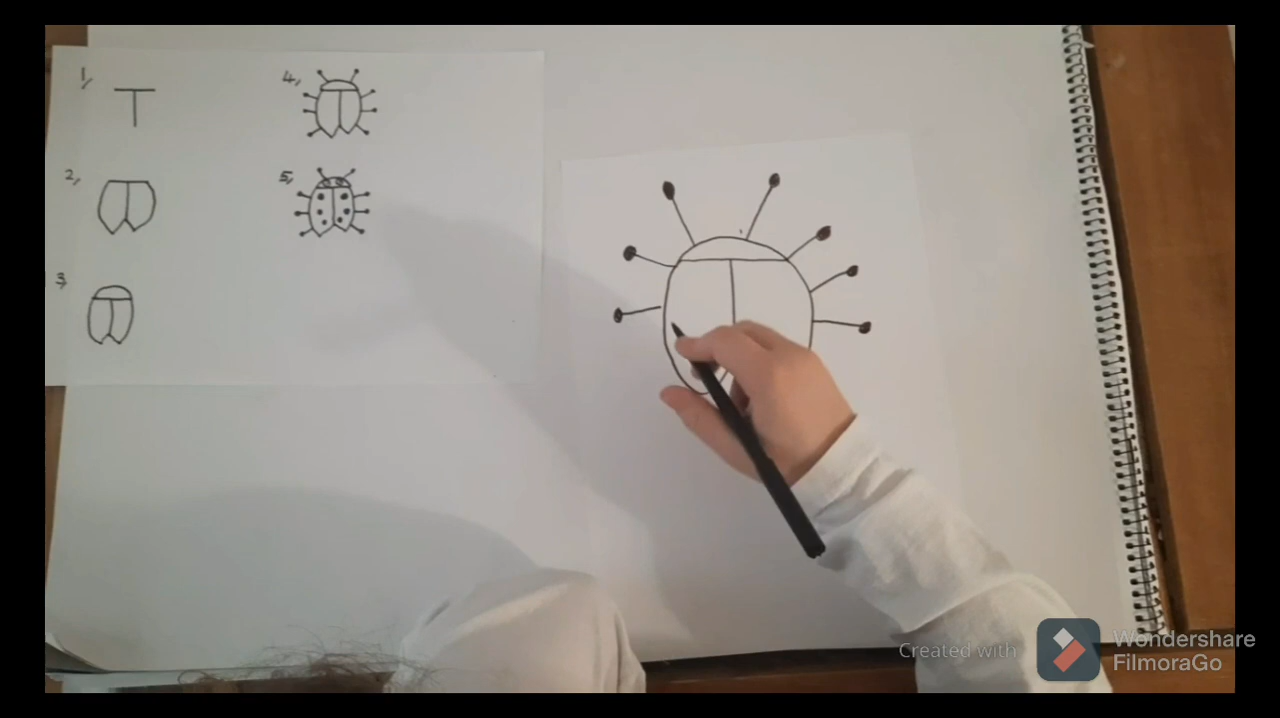 1,
2,
3,
4,
5,
Created with
Wondershare
FilmoraGo